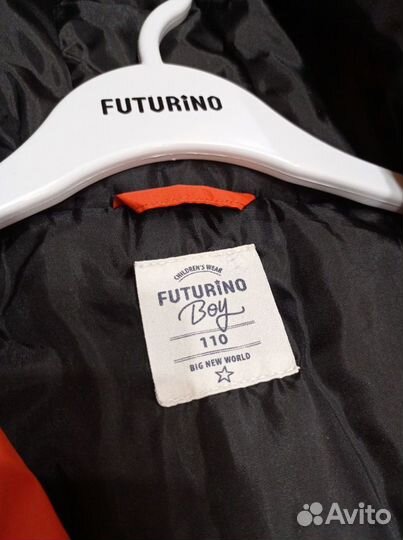 FUTURiNO
CHILDREN'S WEAR
FUTURiNO
Boy
110
BIG NEW WORLD
Avito